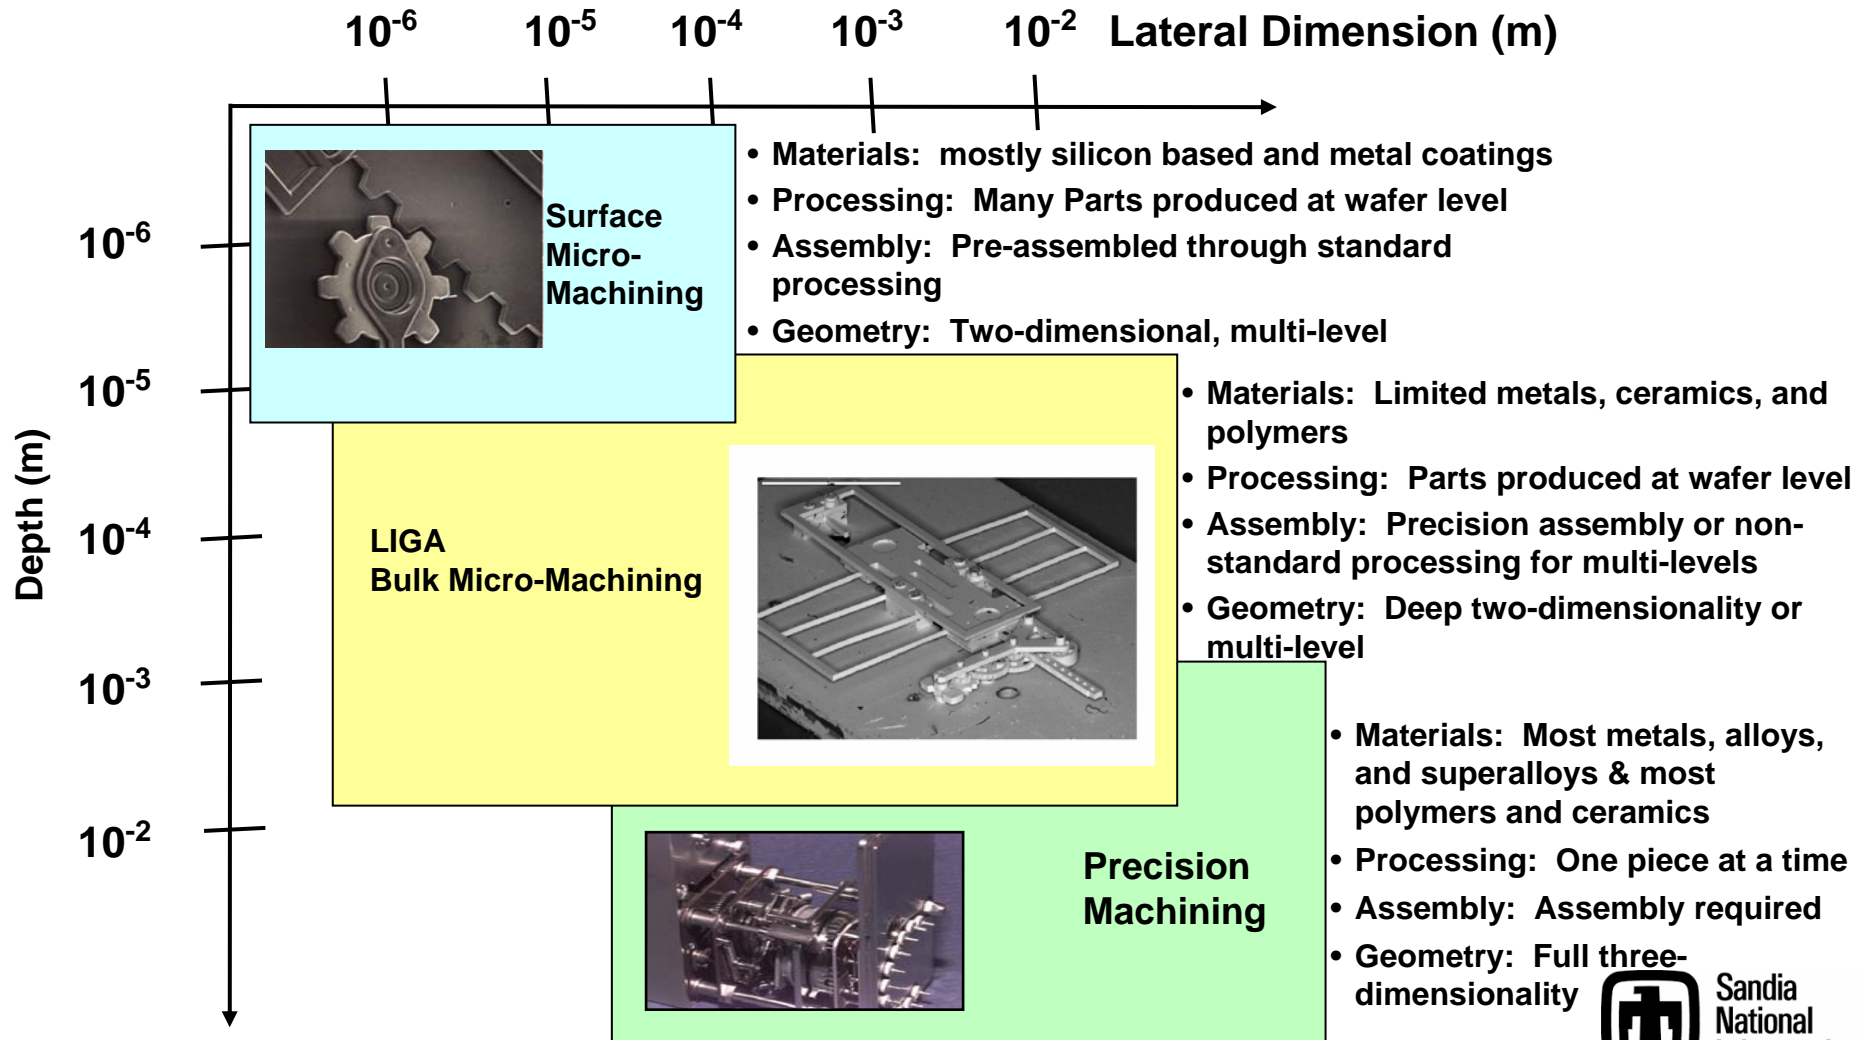 10-6 10-5 10-4 10-3 10-2 Lateral Dimension (m)
Depth (m)
10-6
10-5
10-4
10-3
10-2
Surface
Micro-
Machining
• Materials: mostly silicon based and metal coatings
• Processing: Many Parts produced at wafer level
• Assembly: Pre-assembled through standard
processing
• Geometry: Two-dimensional, multi-level
LIGA
Bulk Micro-Machining
• Materials: Limited metals, ceramics, and
polymers
• Processing: Parts produced at wafer level
• Assembly: Precision assembly or non-
standard processing for multi-levels
• Geometry: Deep two-dimensionality or
multi-level
Precision
Machining
• Materials: Most metals, alloys,
and superalloys & most
polymers and ceramics
• Processing: One piece at a time
• Assembly: Assembly required
• Geometry: Full three-
dimensionality
Sandia
National